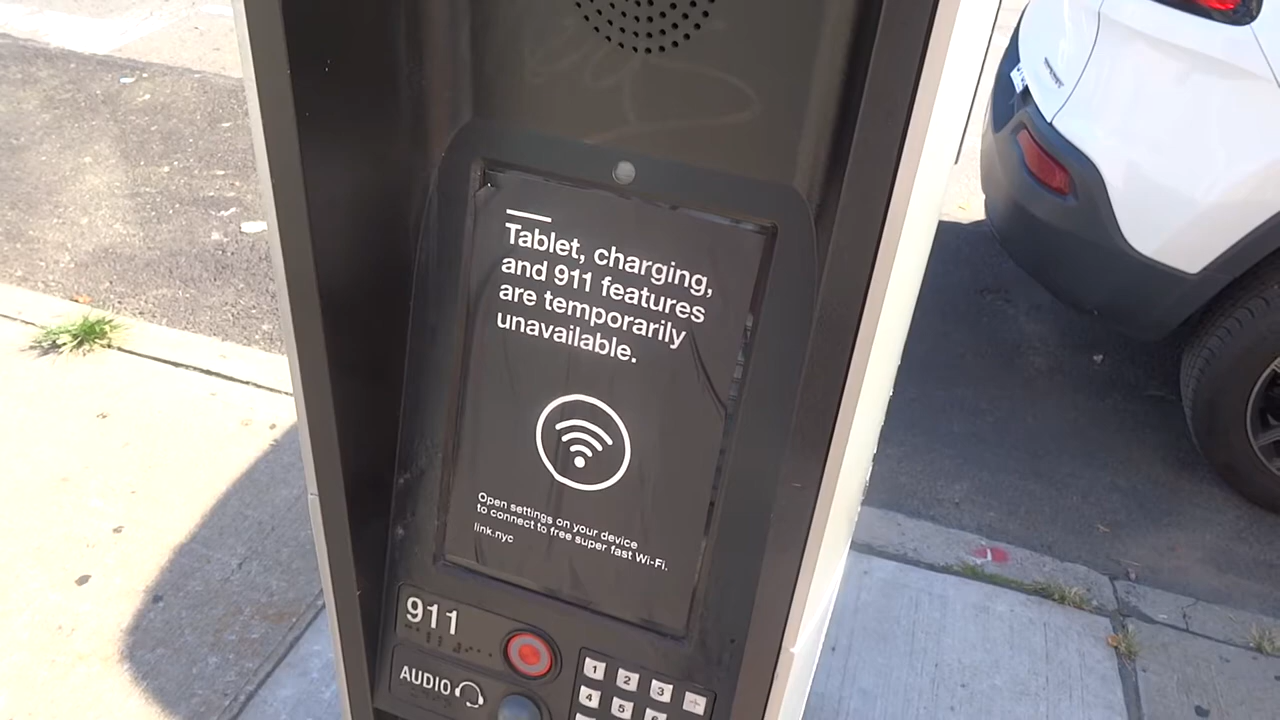 Tablet, charging,
and 911 features
are temporarily
unavailable.
Open settings on your device
to connect to free super fast Wi-Fi.
link.nyc
911
AUDIO
1 2 3 +
4 5 6